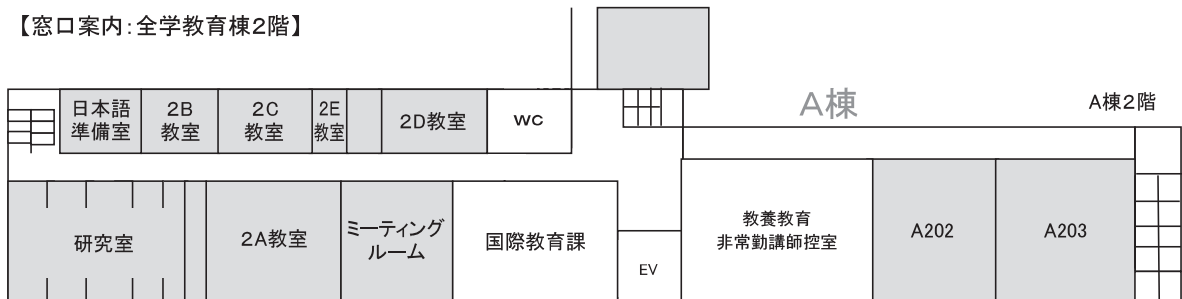 【窓口案内:全学教育棟2階】
A棟
A棟2階
日本語
準備室
2B
教室
2C
教室
2E
教室
2D教室
WC
研究室
2A教室
ミーティング
ルーム
国際教育課
EV
教養教育
非常勤講師控室
A202
A203